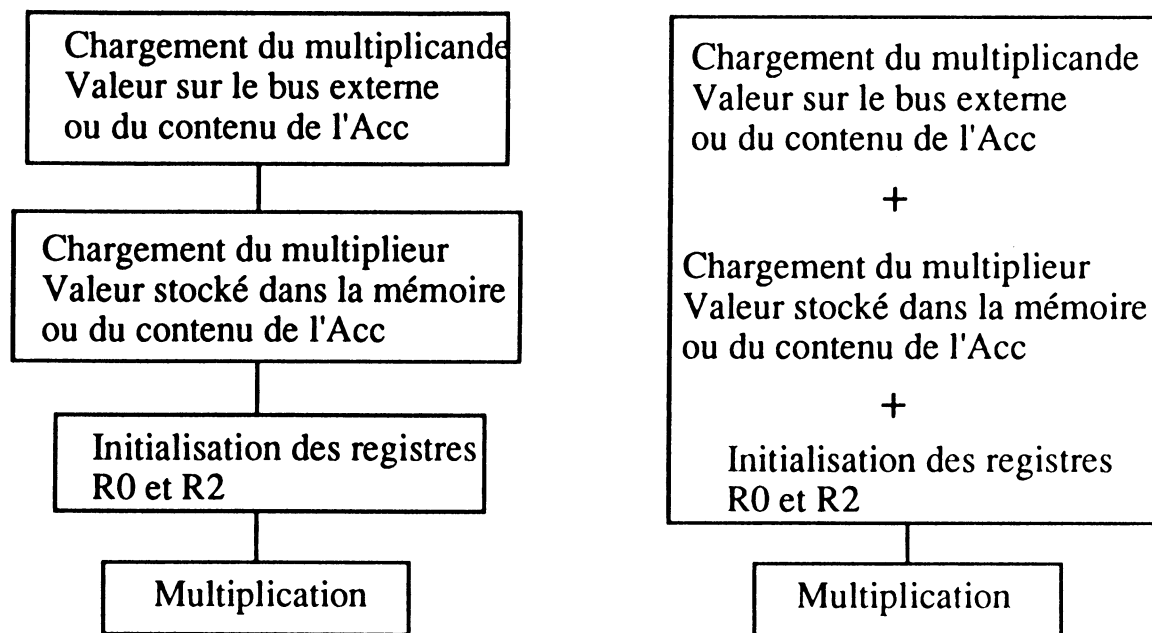 Chargement du multiplicande
Valeur sur le bus externe
ou du contenu de l'Acc
Chargement du multiplieur
Valeur stocké dans la mémoire
ou du contenu de l'Acc
Initialisation des registres
R0 et R2
Multiplication
Chargement du multiplicande
Valeur sur le bus externe
ou du contenu de l'Acc
+
Chargement du multiplieur
Valeur stocké dans la mémoire
ou du contenu de l'Acc
+
Initialisation des registres
R0 et R2
Multiplication